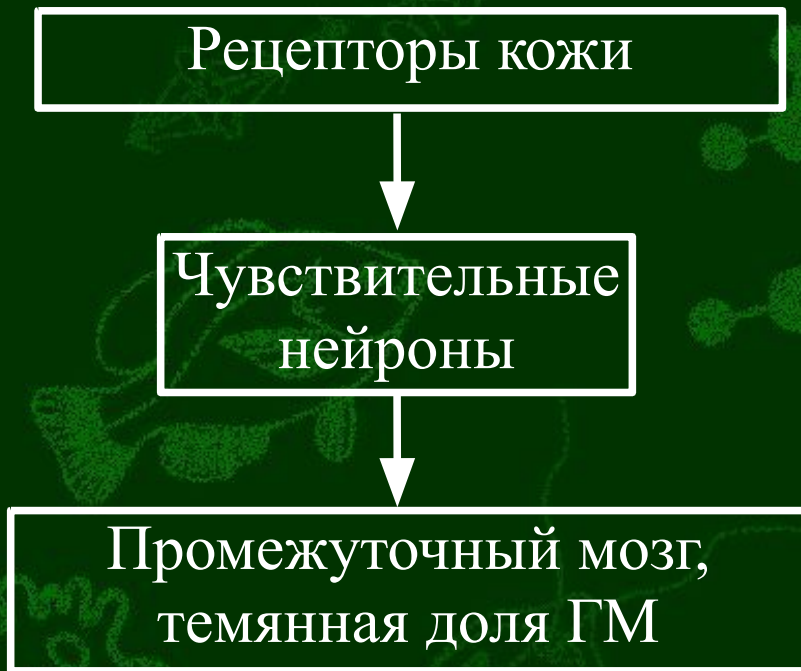 Рецепторы кожи
Чувствительные
нейроны
Промежуточный мозг,
темянная доля ГМ